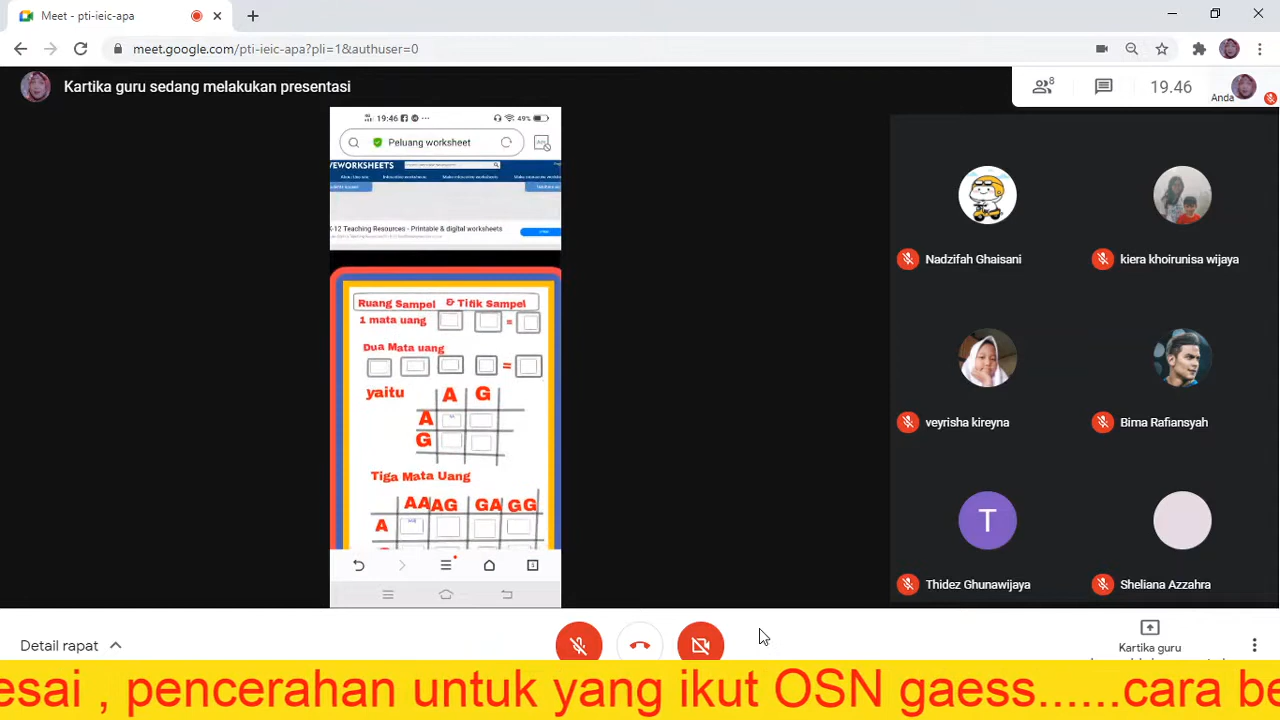 Meet - pti-ieic-apa
meet.google.com/pti-ieic-apa?pli=1&authuser=0
Kartika guru sedang melakukan presentasi
8
19.46
Anda
19:46
49%
Peluang worksheet
VEWORKSHEETS
K-12 Teaching Resources - Printable & digital worksheets
Ruang Sampel & Titik Sampel
1 mata uang =
Dua Mata uang
=
yaitu A G
A
G
Tiga Mata Uang
AA AG GA GG
A
Nadzifah Ghaisani
kiera khoirunisa wijaya
veyrisha kireyna
Bima Rafiansyah
T
Thidez Ghunawijaya
Sheliana Azzahra
Detail rapat
Kartika guru
esai , pencerahan untuk yang ikut OSN gaess......cara be